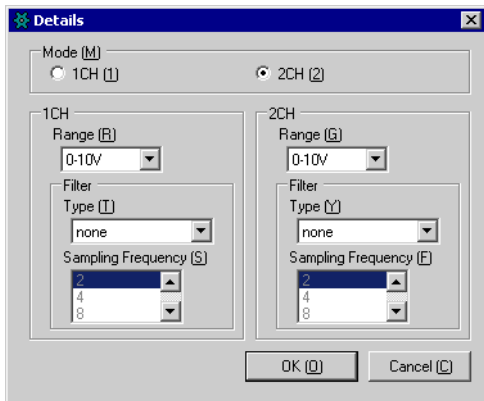 Details
Mode (M)
1CH (1) 2CH (2)
1CH 2CH
Range (R) Range (G)
0-10V 0-10V
Filter Filter
Type (T) Type (Y)
none none
Sampling Frequency (S) Sampling Frequency (F)
2 2
4 4
8 8
OK (O) Cancel (C)